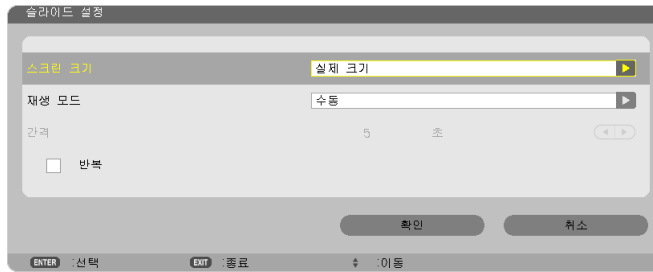 슬라이드 설정
스크린 크기 실제 크기
재생 모드 수동
간격 5 초
반복
확인 취소
ENTER :선택 EXIT :종료 :이동